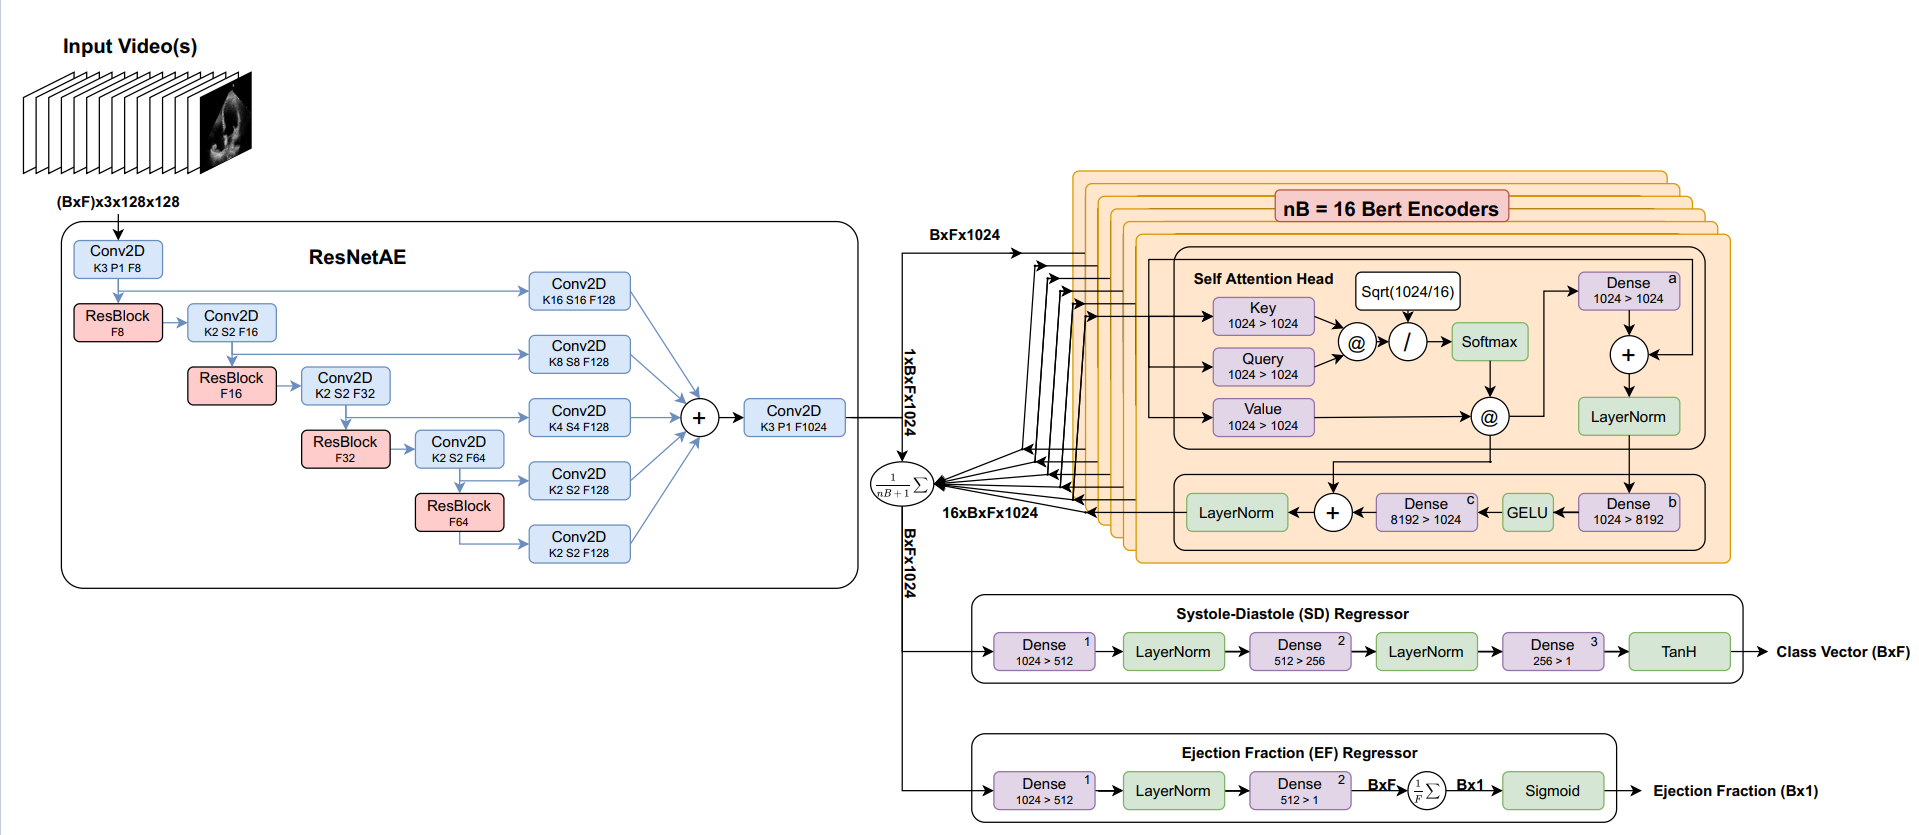 Input Video(s)
(BxF)x3x128x128
ResNetAE
Conv2D
K3 P1 F8
ResBlock
F8
Conv2D
K2 S2 F16
ResBlock
F16
Conv2D
K2 S2 F32
ResBlock
F32
Conv2D
K2 S2 F64
ResBlock
F64
Conv2D
K16 S16 F128
Conv2D
K8 S8 F128
Conv2D
K4 S4 F128
Conv2D
K2 S2 F128
Conv2D
K2 S2 F128
+
Conv2D
K3 P1 F1024
BxFx1024
1xBxFx1024
1/(nB+1) ∑
16xBxFx1024
BxFx1024
nB = 16 Bert Encoders
Self Attention Head
Key
1024 > 1024
Query
1024 > 1024
Value
1024 > 1024
@
Sqrt(1024/16)
/
Softmax
@
Dense a
1024 > 1024
+
LayerNorm
Dense b
1024 > 8192
GELU
Dense c
8192 > 1024
+
LayerNorm
Systole-Diastole (SD) Regressor
Dense 1
1024 > 512
LayerNorm
Dense 2
512 > 256
LayerNorm
Dense 3
256 > 1
TanH
Class Vector (BxF)
Ejection Fraction (EF) Regressor
Dense 1
1024 > 512
LayerNorm
Dense 2
512 > 1
BxF
1/F ∑
Bx1
Sigmoid
Ejection Fraction (Bx1)